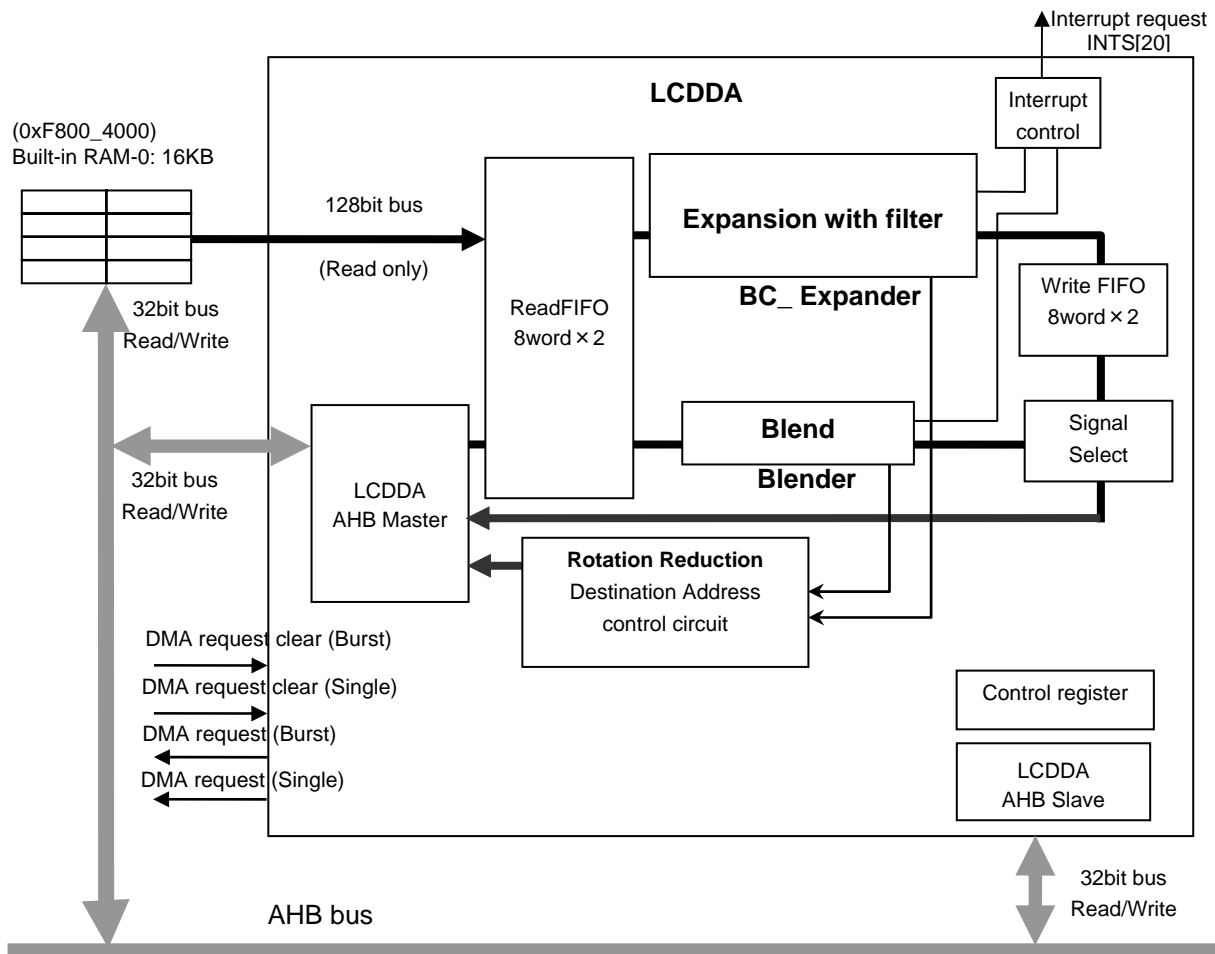 Interrupt request
INTS[20]
LCDDA
Interrupt
control
(0xF800_4000)
Built-in RAM-0: 16KB
128bit bus
(Read only)
Expansion with filter
BC_ Expander
ReadFIFO
8word×2
Write FIFO
8word×2
32bit bus
Read/Write
Blend
Blender
Signal
Select
32bit bus
Read/Write
LCDDA
AHB Master
Rotation Reduction
Destination Address
control circuit
DMA request clear (Burst)
DMA request clear (Single)
DMA request (Burst)
DMA request (Single)
Control register
LCDDA
AHB Slave
32bit bus
Read/Write
AHB bus